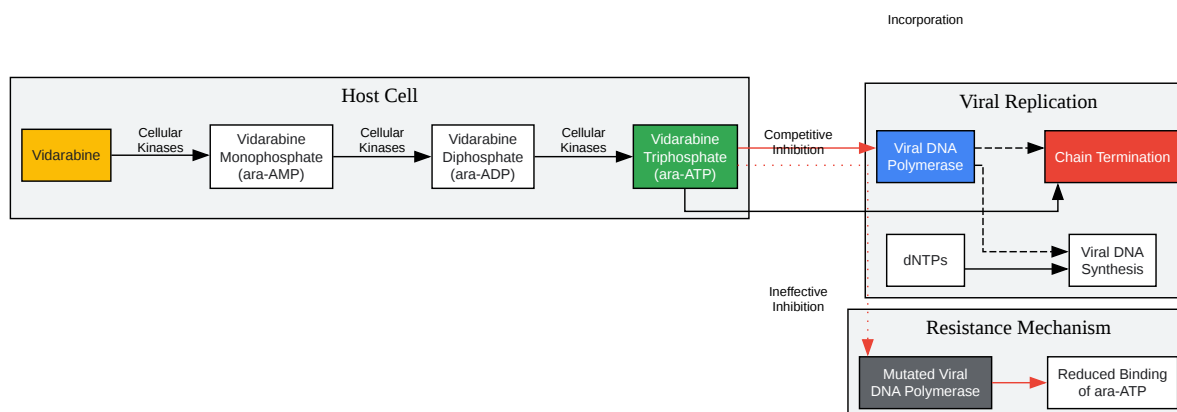 Incorporation
Host Cell
Vidarabine
Cellular
Kinases
Vidarabine
Monophosphate
(ara-AMP)
Cellular
Kinases
Vidarabine
Diphosphate
(ara-ADP)
Cellular
Kinases
Vidarabine
Triphosphate
(ara-ATP)
Competitive
Inhibition
Viral Replication
Viral DNA
Polymerase
Chain Termination
dNTPs
Viral DNA
Synthesis
Ineffective
Inhibition
Resistance Mechanism
Mutated Viral
DNA Polymerase
Reduced Binding
of ara-ATP